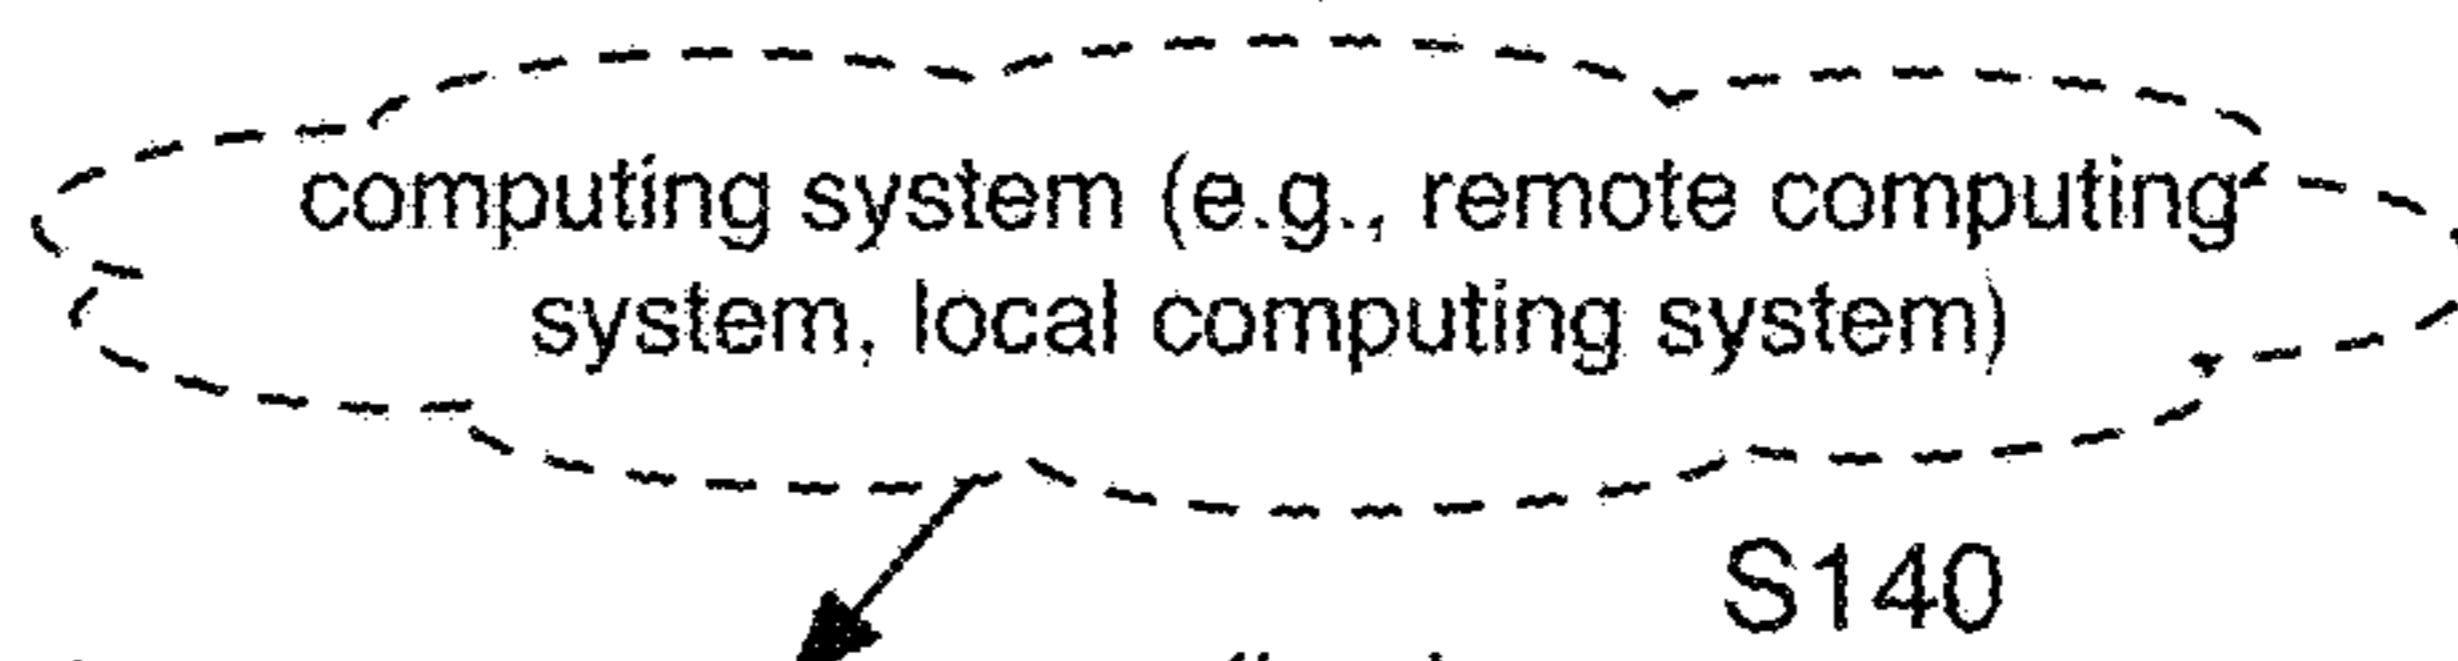 computing system (e.g., remote computing
system, local computing system)
S140